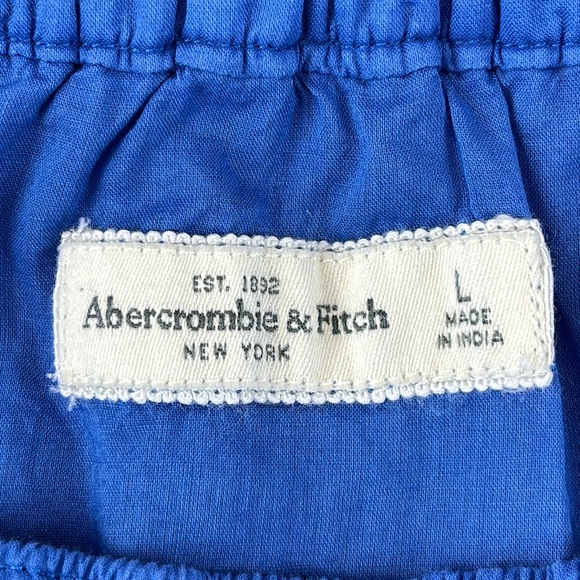 EST. 1892
Abercrombie & Fitch
NEW YORK
L
MADE
IN INDIA